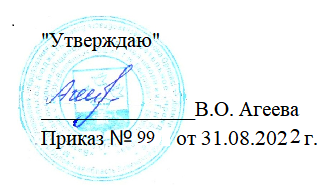 "Утверждаю"
В.О. Агеева
Приказ № 99 от 31.08.2022 г.